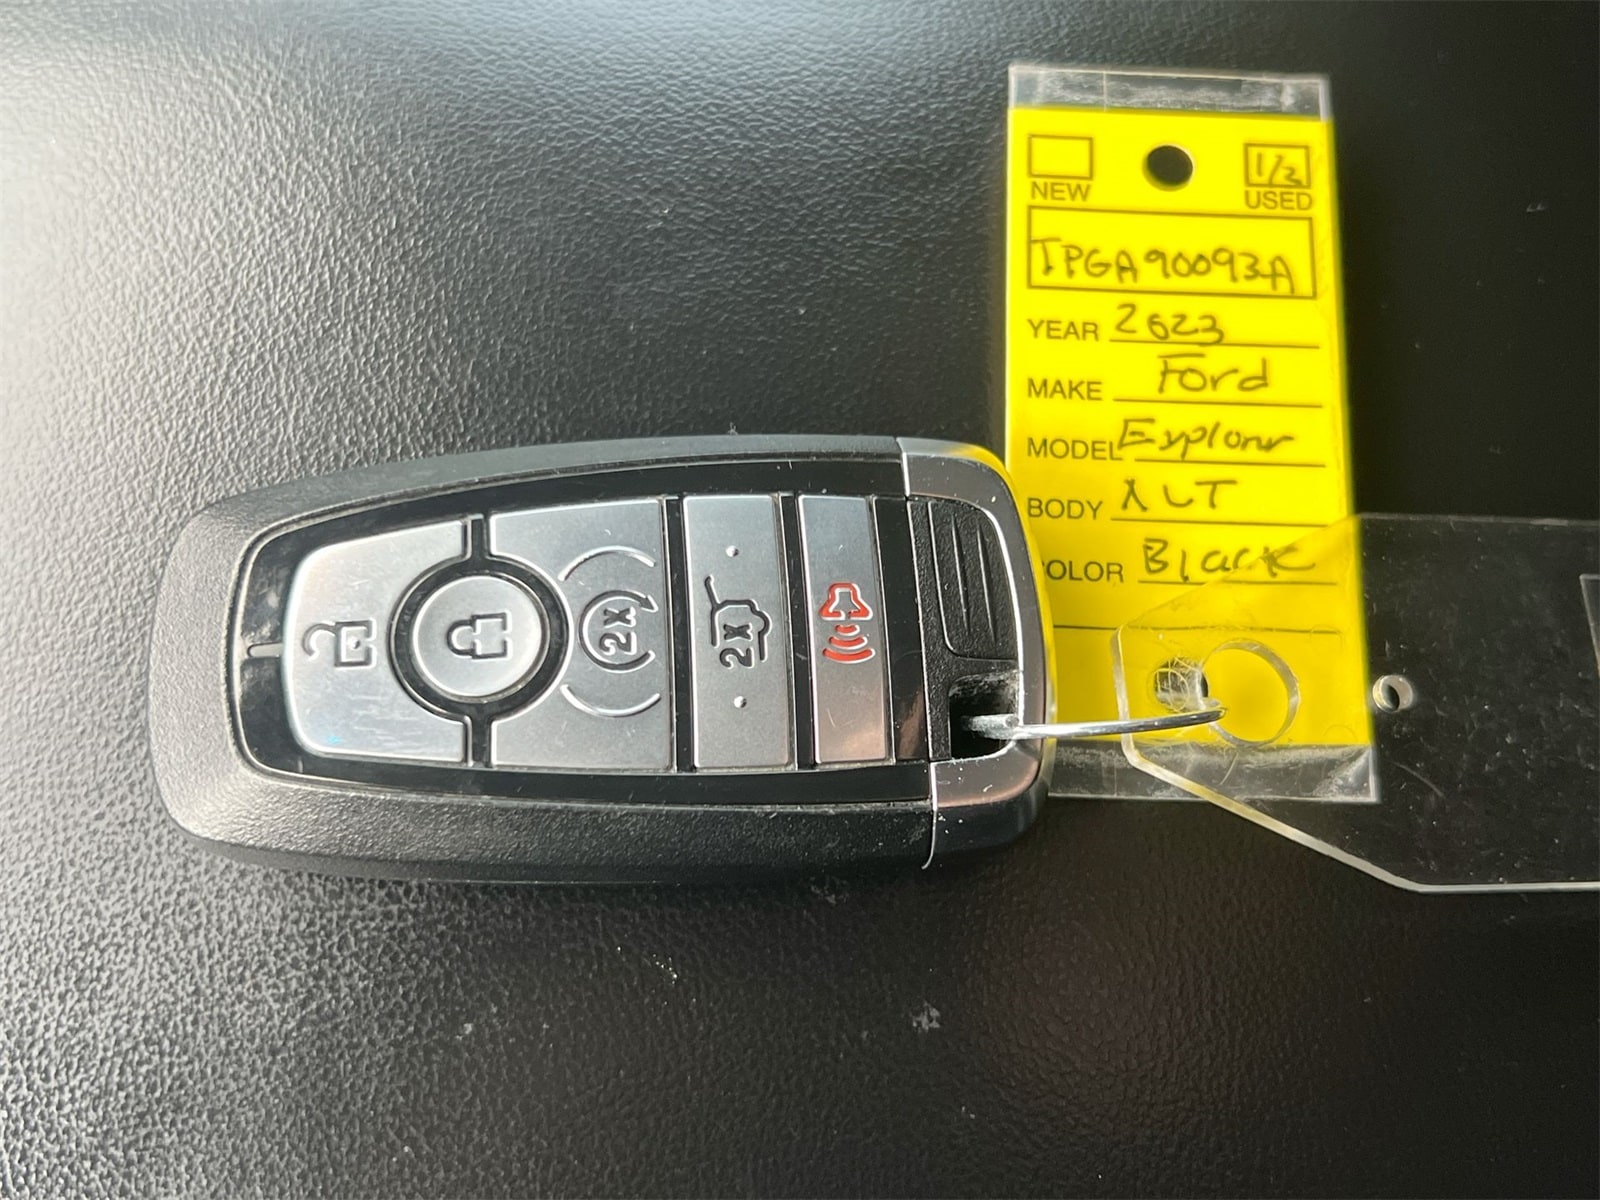 NEW
1/2
USED
TPGA90093A
YEAR 2023
MAKE Ford
MODEL Explorer
BODY XLT
COLOR Black
2x
2x